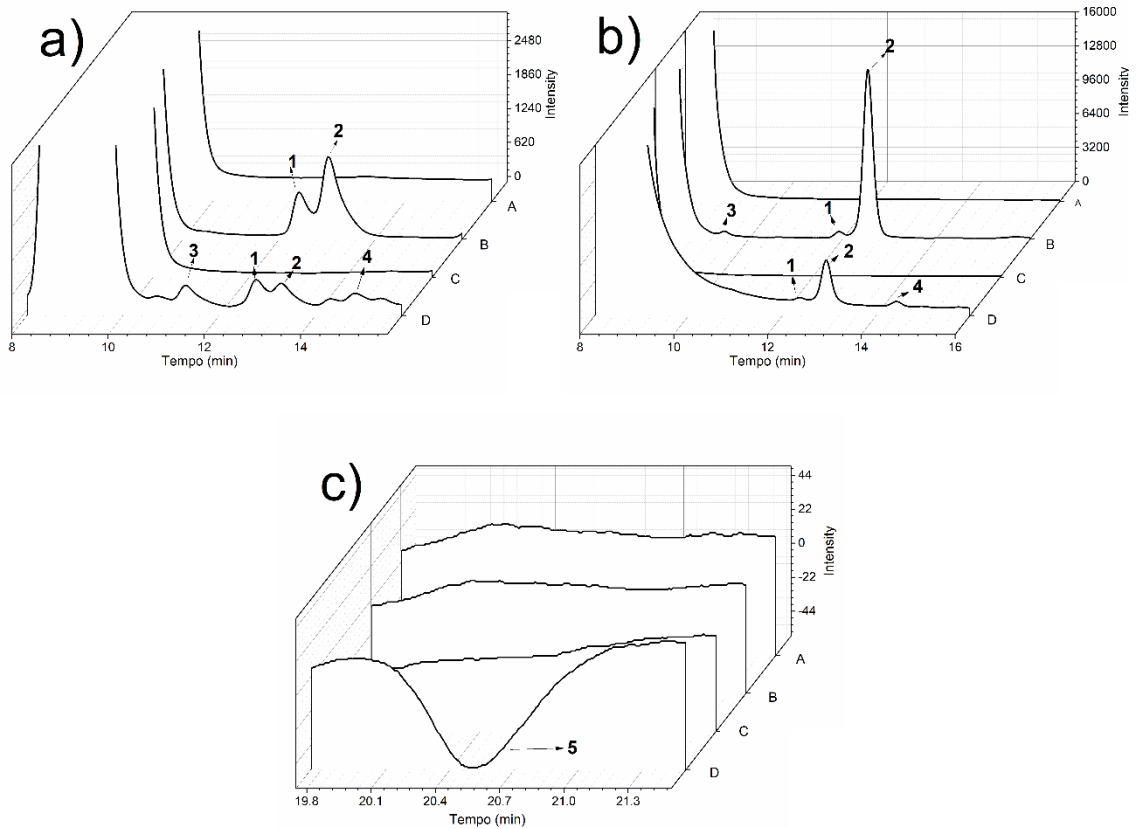 a)
2480
1860
1240
620
0
Intensity
1
2
3
1
2
4
A
B
C
D
8
10
12
14
Tempo (min)
b)
16000
12800
9600
6400
3200
0
Intensity
2
3
1
1
2
4
A
B
C
D
8
10
12
14
16
Tempo (min)
c)
44
22
0
-22
-44
Intensity
5
A
B
C
D
19.8
20.1
20.4
20.7
21.0
21.3
Tempo (min)